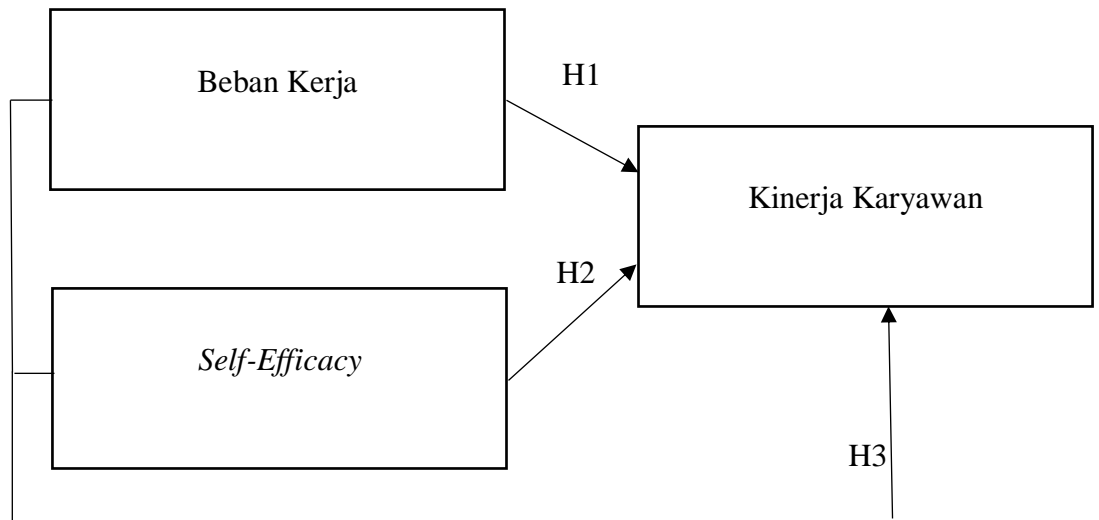 Beban Kerja
H1
Kinerja Karyawan
H2
Self-Efficacy
H3